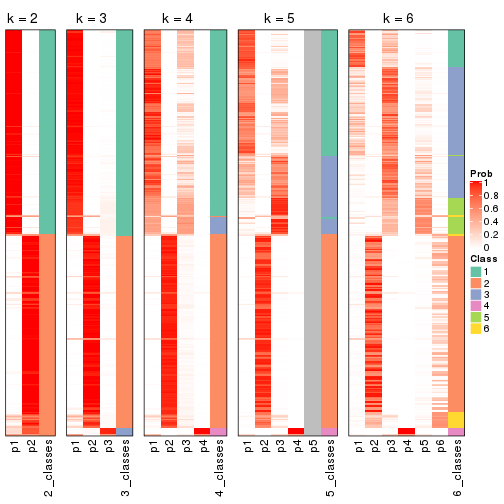 k = 2
k = 3
k = 4
k = 5
k = 6
Prob
1
0.8
0.6
0.4
0.2
0
Class
1
2
3
4
5
6
p1
p2
2_classes
p1
p2
p3
3_classes
p1
p2
p3
p4
4_classes
p1
p2
p3
p4
p5
5_classes
p1
p2
p3
p4
p5
p6
6_classes